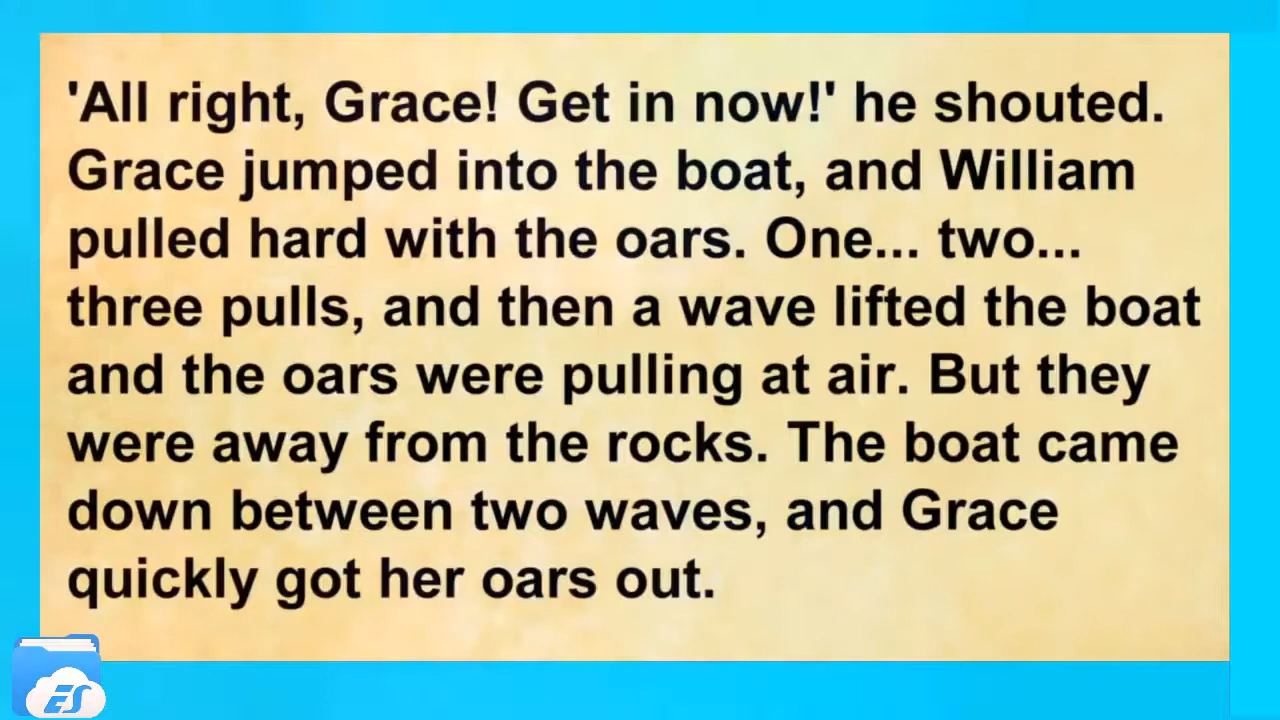 'All right, Grace! Get in now!' he shouted.
Grace jumped into the boat, and William
pulled hard with the oars. One... two...
three pulls, and then a wave lifted the boat
and the oars were pulling at air. But they
were away from the rocks. The boat came
down between two waves, and Grace
quickly got her oars out.
ES